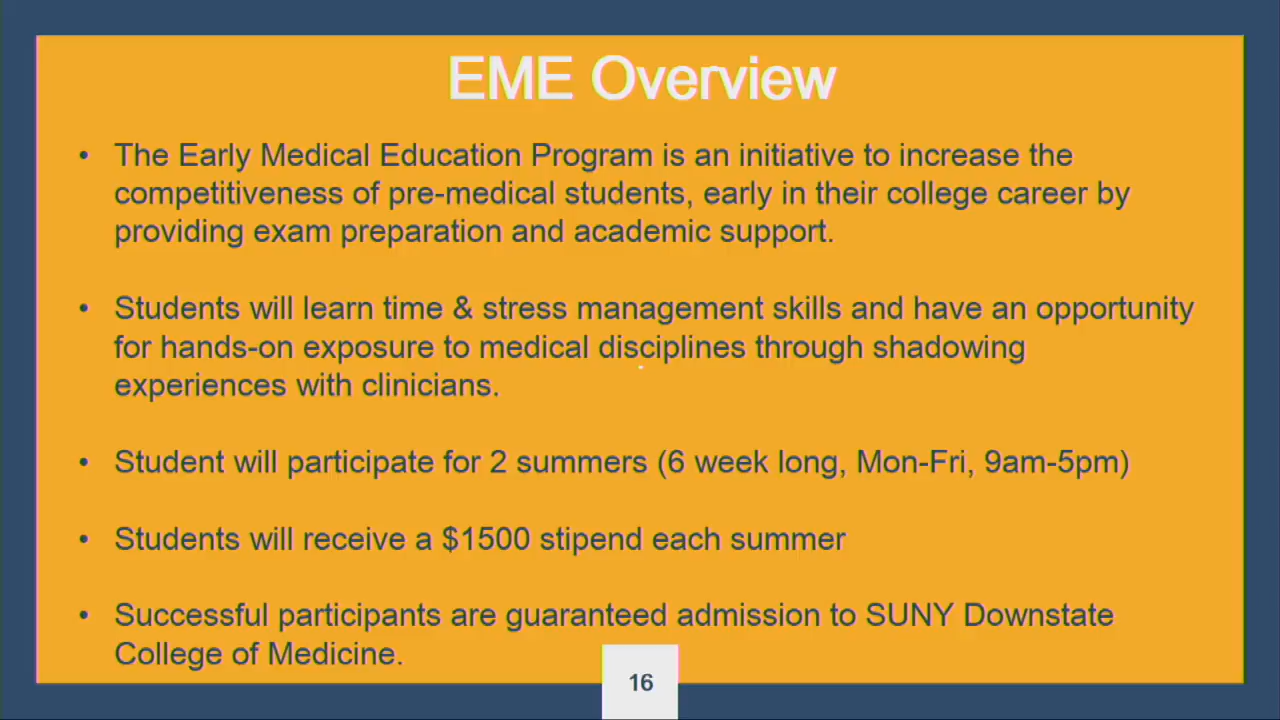 EME Overview
• The Early Medical Education Program is an initiative to increase the
competitiveness of pre-medical students, early in their college career by
providing exam preparation and academic support.
• Students will learn time & stress management skills and have an opportunity
for hands-on exposure to medical disciplines through shadowing
experiences with clinicians.
• Student will participate for 2 summers (6 week long, Mon-Fri, 9am-5pm)
• Students will receive a $1500 stipend each summer
• Successful participants are guaranteed admission to SUNY Downstate
College of Medicine.
16